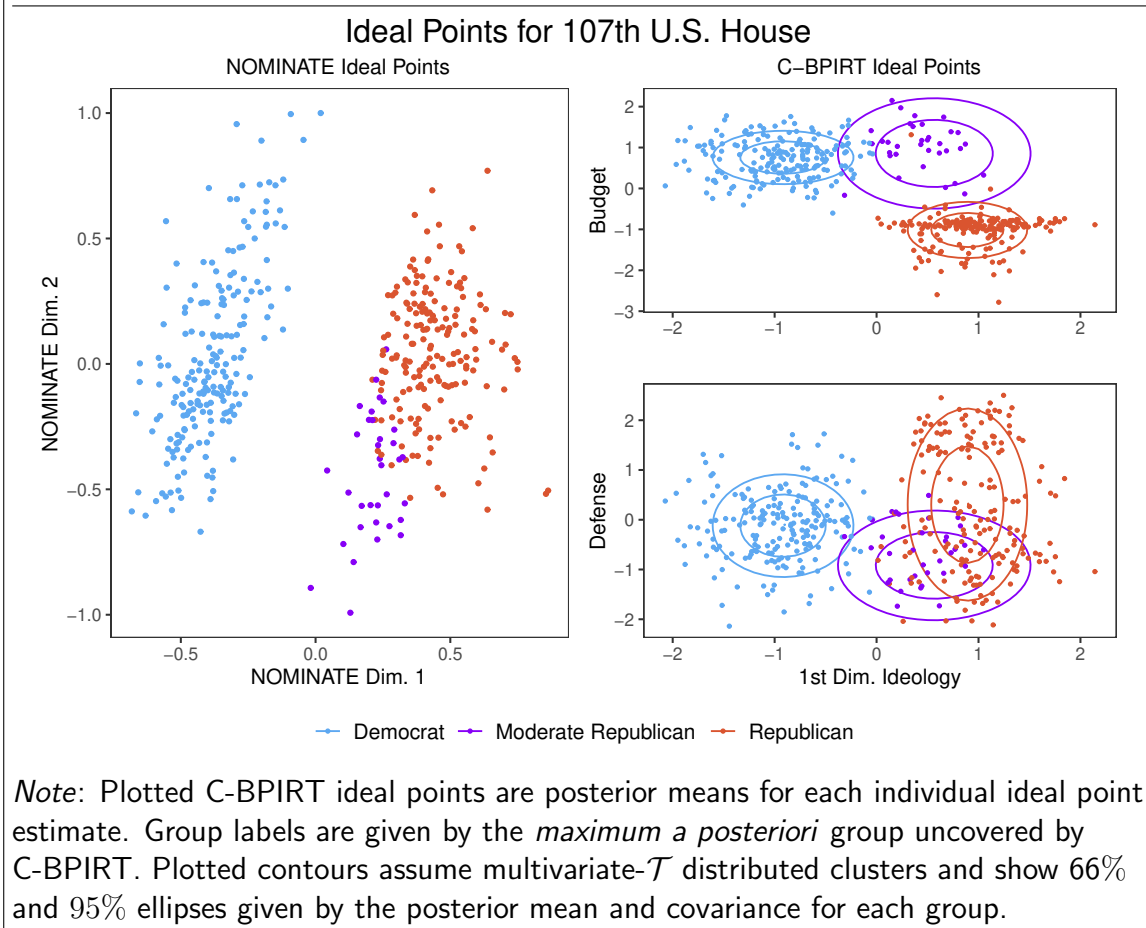 Ideal Points for 107th U.S. House
NOMINATE Ideal Points
1.0
0.5
0.0
−0.5
−1.0
NOMINATE Dim. 2
−0.5
0.0
0.5
NOMINATE Dim. 1
C−BPIRT Ideal Points
2
1
0
−1
−2
−3
Budget
−2
−1
0
1
2
2
1
0
−1
−2
Defense
−2
−1
0
1
2
1st Dim. Ideology
Democrat Moderate Republican Republican
Note: Plotted C-BPIRT ideal points are posterior means for each individual ideal point
estimate. Group labels are given by the maximum a posteriori group uncovered by
C-BPIRT. Plotted contours assume multivariate-𝒯 distributed clusters and show 66%
and 95% ellipses given by the posterior mean and covariance for each group.